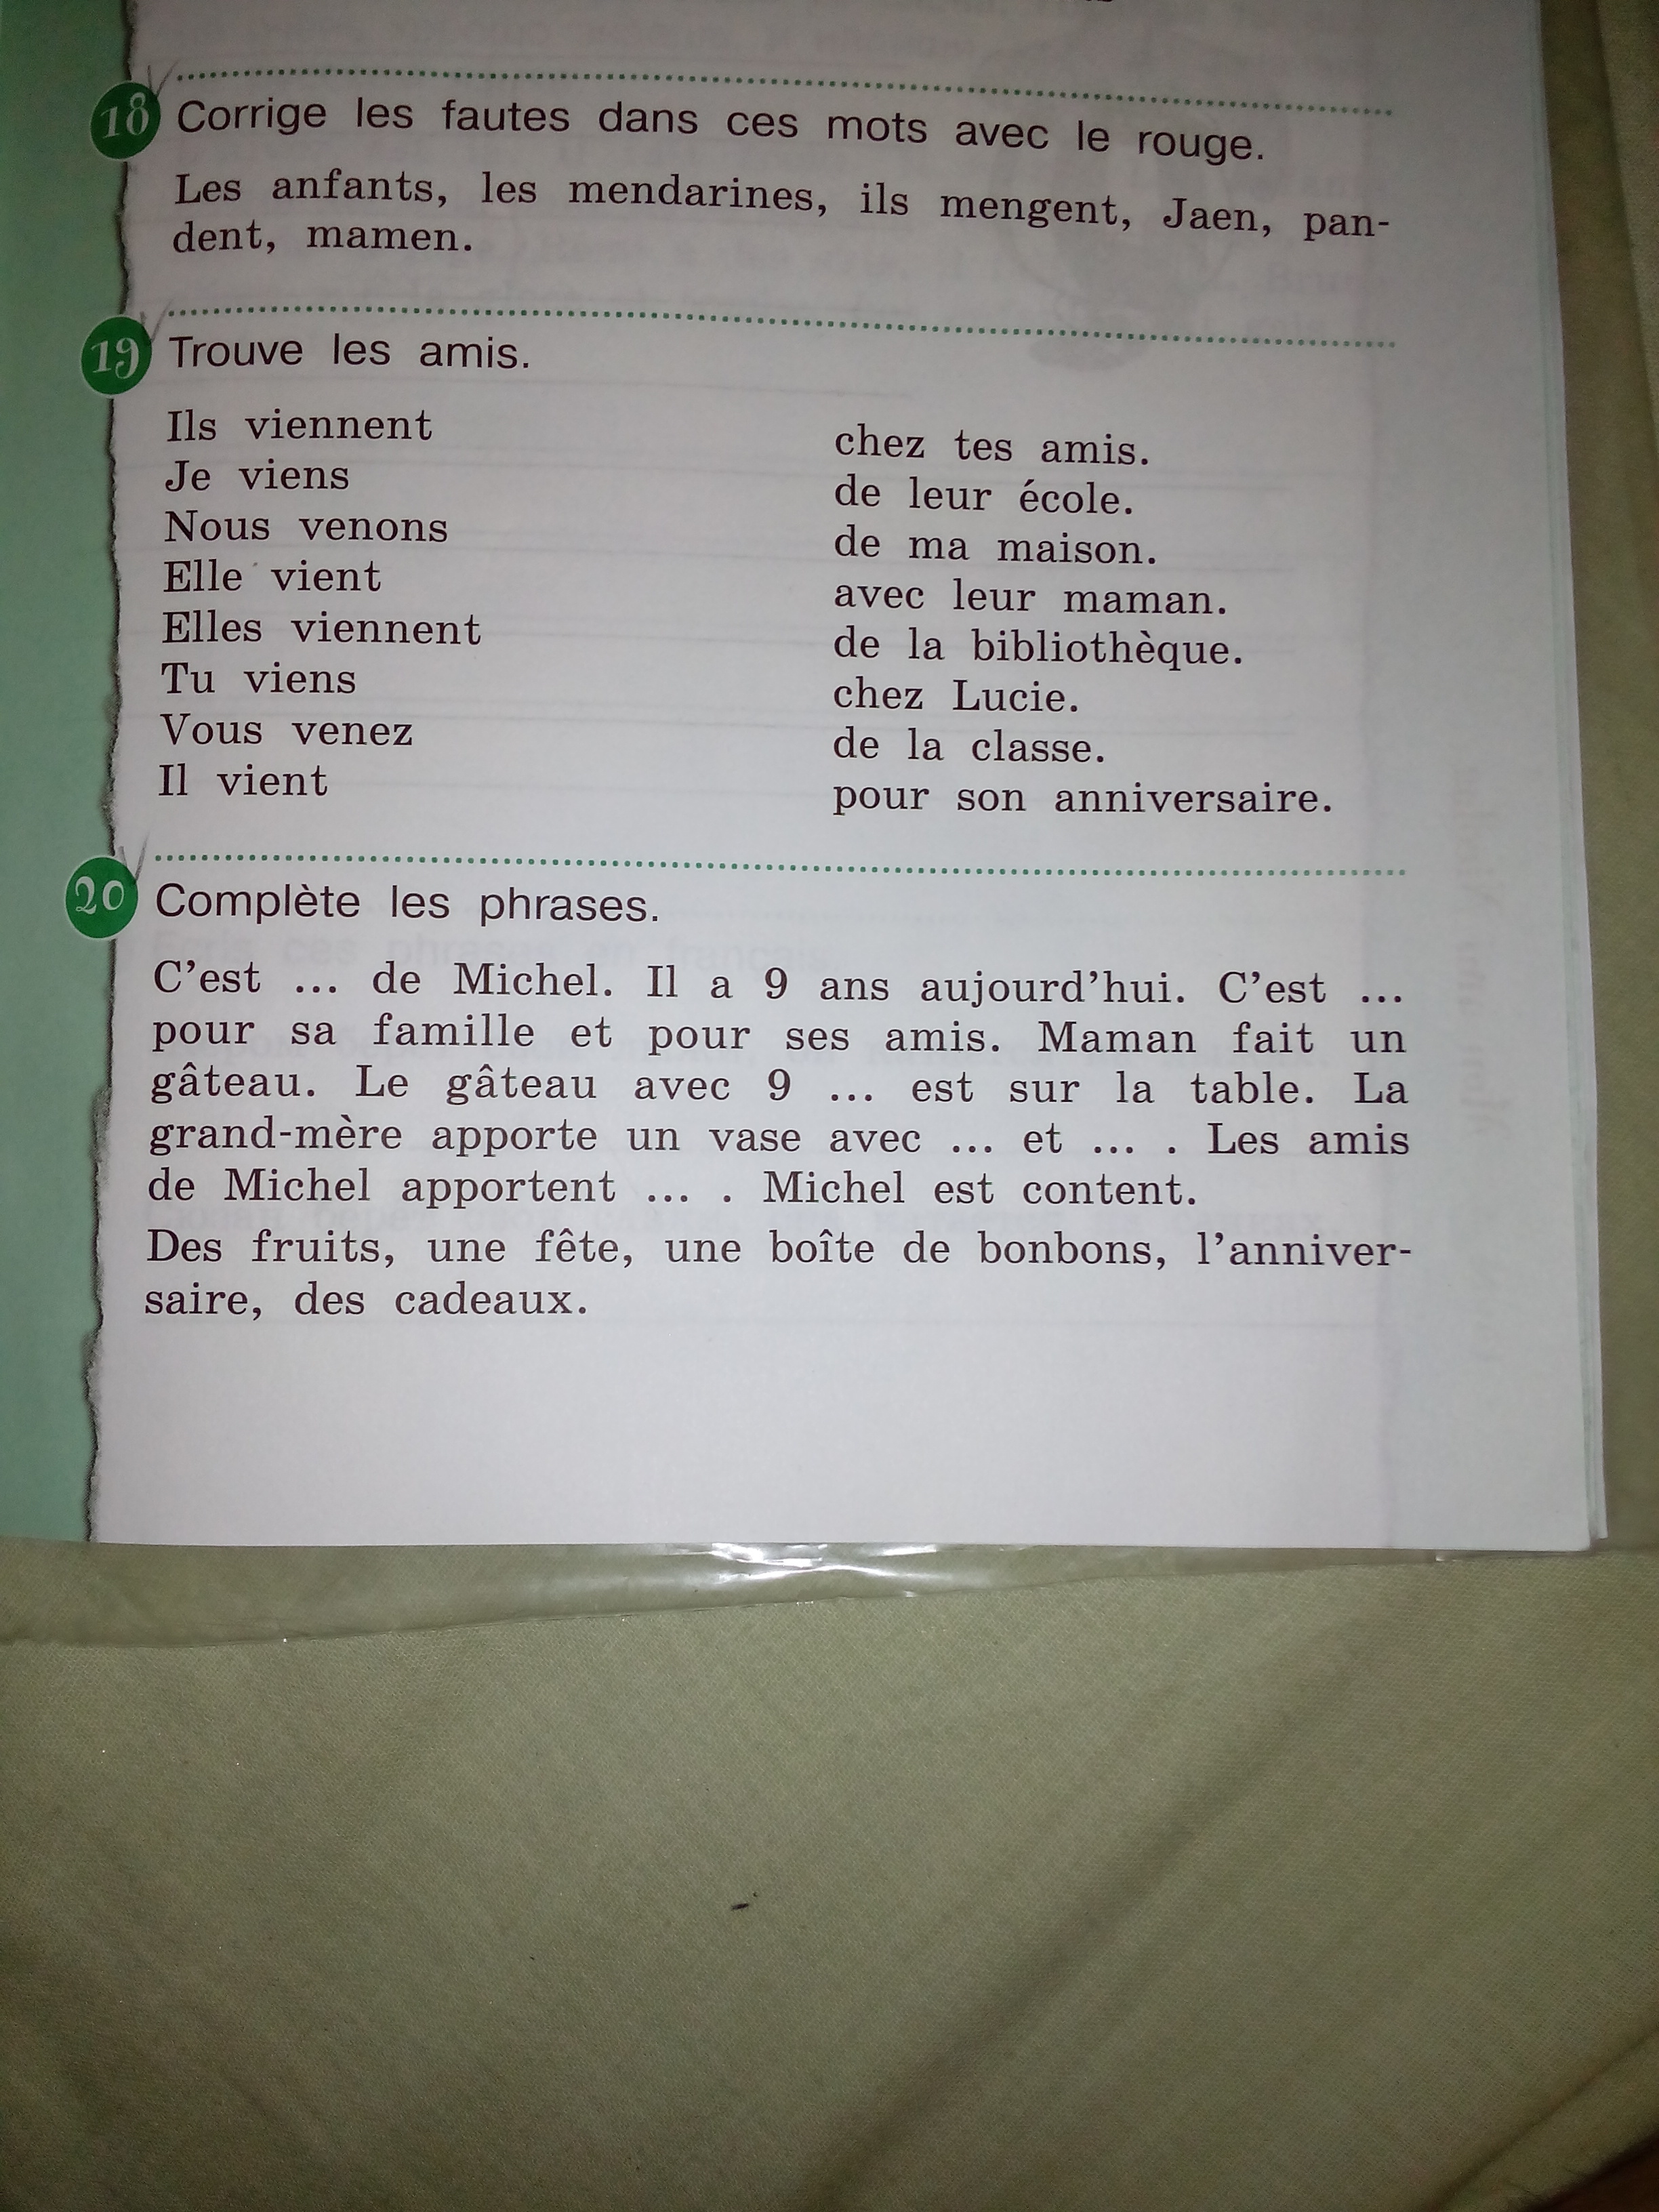 18 Corrige les fautes dans ces mots avec le rouge.
Les anfants, les mendarines, ils mengent, Jaen, pan-
dent, mamen.
19 Trouve les amis.
Ils viennent
Je viens
Nous venons
Elle vient
Elles viennent
Tu viens
Vous venez
Il vient
chez tes amis.
de leur école.
de ma maison.
avec leur maman.
de la bibliothèque.
chez Lucie.
de la classe.
pour son anniversaire.
20 Complète les phrases.
C'est ... de Michel. Il a 9 ans aujourd'hui. C'est ...
pour sa famille et pour ses amis. Maman fait un
gâteau. Le gâteau avec 9 ... est sur la table. La
grand-mère apporte un vase avec ... et ... . Les amis
de Michel apportent ... . Michel est content.
Des fruits, une fête, une boîte de bonbons, l'anniver-
saire, des cadeaux.